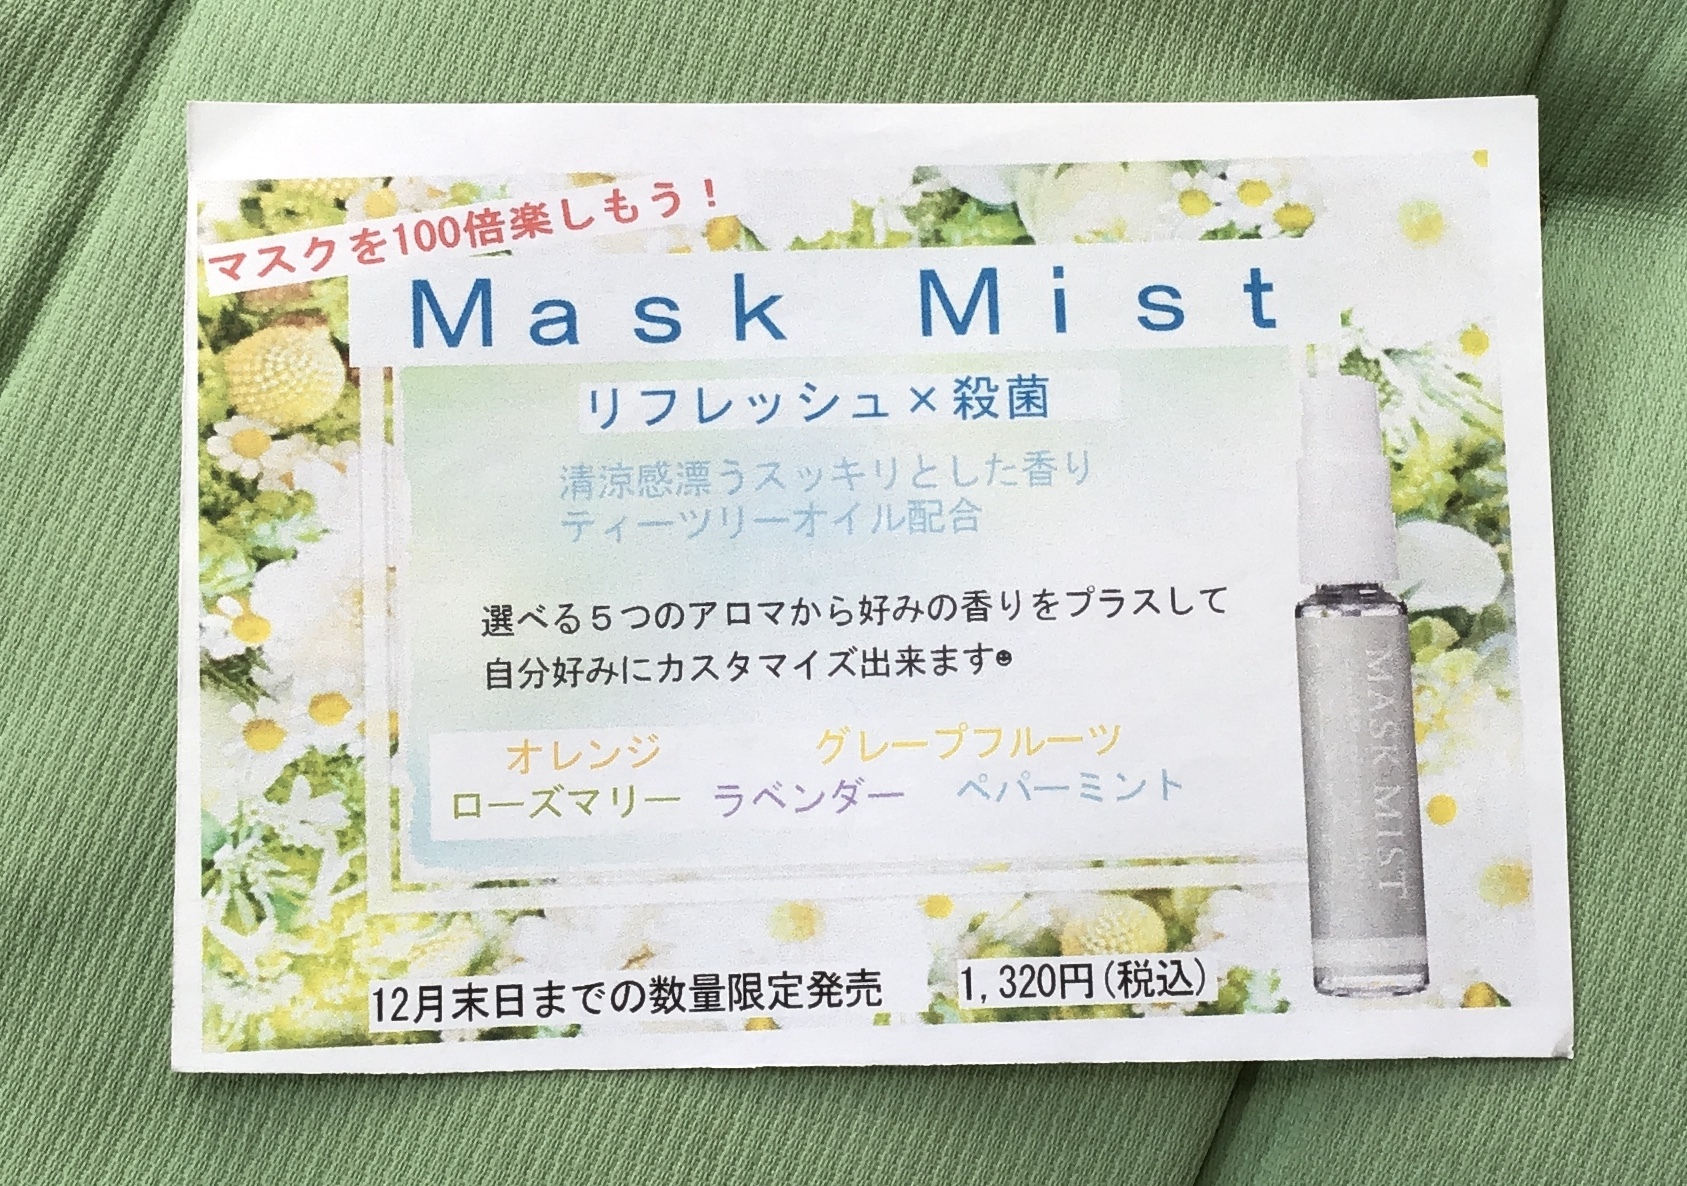 マスクを100倍楽しもう！
Mask Mist
リフレッシュ×殺菌
清涼感漂うスッキリとした香り
ティーツリーオイル配合
選べる５つのアロマから好みの香りをプラスして
自分好みにカスタマイズ出来ます☻
オレンジ グレープフルーツ
ローズマリー ラベンダー ペパーミント
12月末日までの数量限定発売 1,320円(税込)
MASK MIST